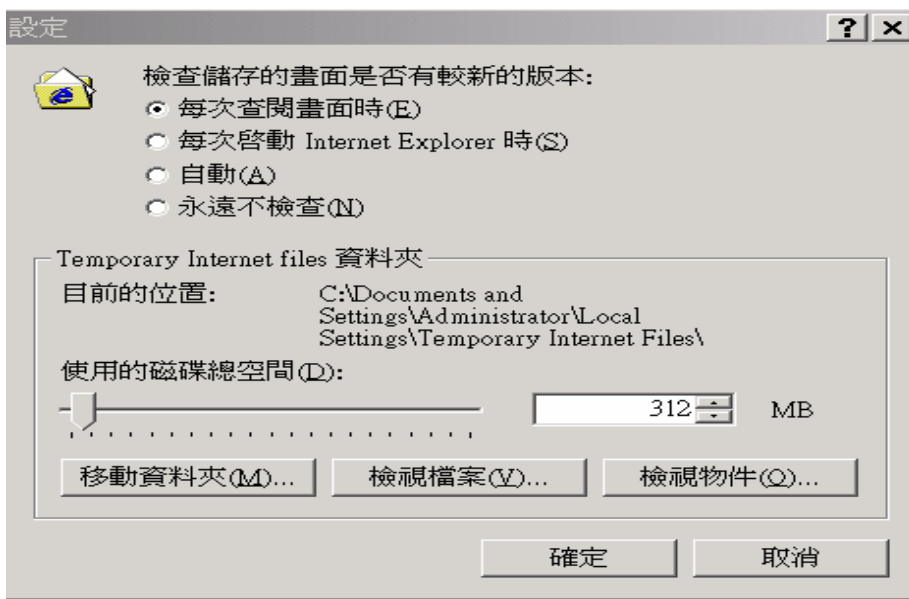 設定
檢查儲存的畫面是否有較新的版本:
每次查閱畫面時(E)
每次啓動 Internet Explorer 時(S)
自動(A)
永遠不檢查(N)
Temporary Internet files 資料夾
目前的位置:
C:\Documents and
Settings\Administrator\Local
Settings\Temporary Internet Files\
使用的磁碟總空間(D):
312 MB
移動資料夾(M)... 檢視檔案(V)... 檢視物件(O)...
確定 取消